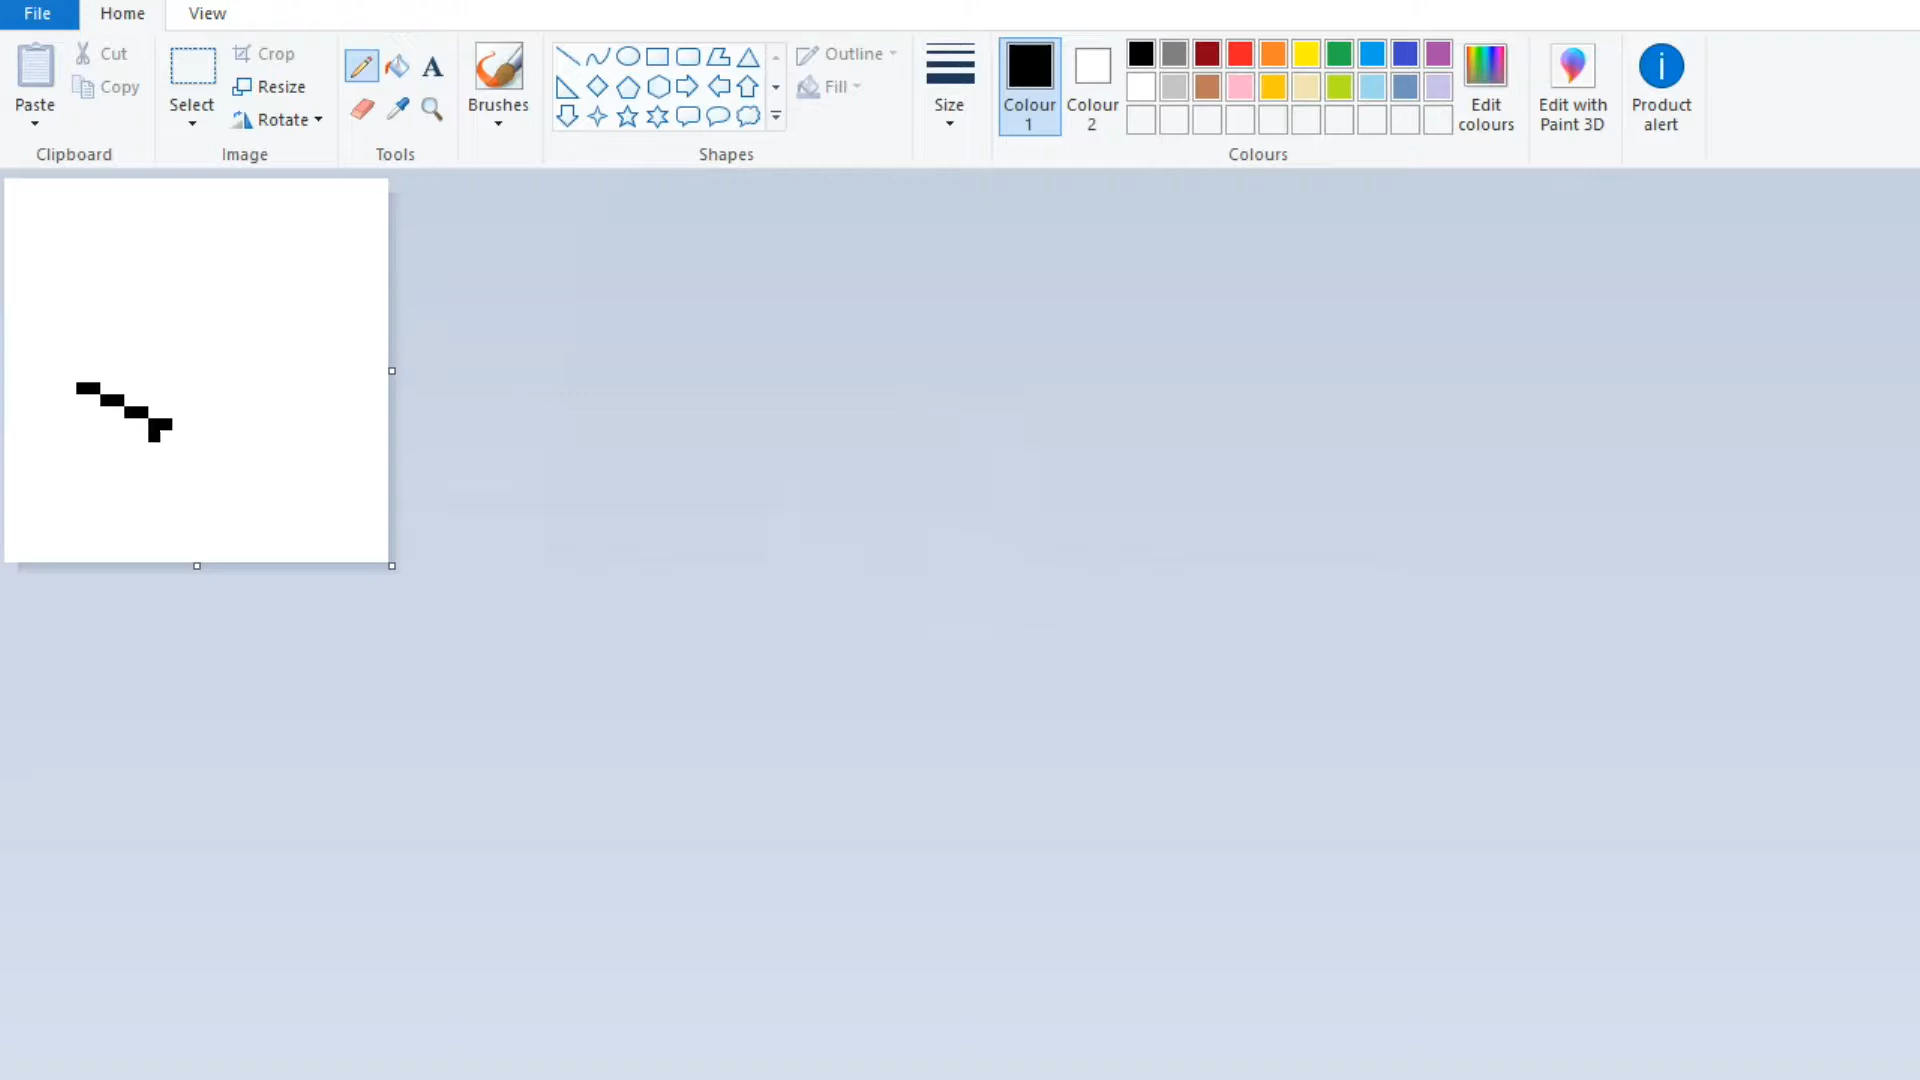 File Home View
Paste Cut Copy Select Crop Resize Rotate A Brushes Outline Fill Size Colour 1 Colour 2 Edit colours Edit with Paint 3D Product alert
Clipboard Image Tools Shapes Colours